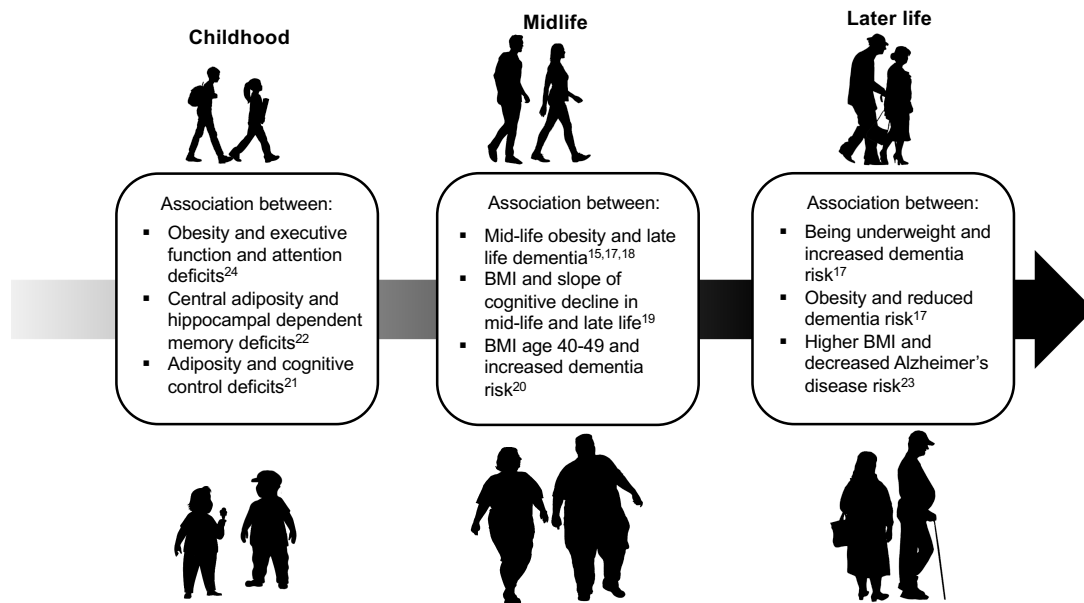 Childhood
Midlife
Later life
Association between:
▪ Obesity and executive
function and attention
deficits²⁴
▪ Central adiposity and
hippocampal dependent
memory deficits²²
▪ Adiposity and cognitive
control deficits²¹
Association between:
▪ Mid-life obesity and late
life dementia¹⁵,¹⁷,¹⁸
▪ BMI and slope of
cognitive decline in
mid-life and late life¹⁹
▪ BMI age 40-49 and
increased dementia
risk²⁰
Association between:
▪ Being underweight and
increased dementia
risk¹⁷
▪ Obesity and reduced
dementia risk¹⁷
▪ Higher BMI and
decreased Alzheimer’s
disease risk²³